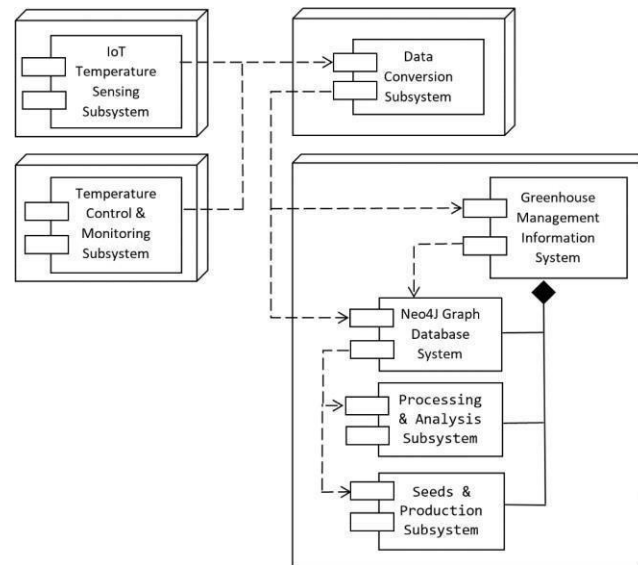 IoT
Temperature
Sensing
Subsystem
Data
Conversion
Subsystem
Temperature
Control &
Monitoring
Subsystem
Greenhouse
Management
Information
System
Neo4J Graph
Database
System
Processing
& Analysis
Subsystem
Seeds &
Production
Subsystem